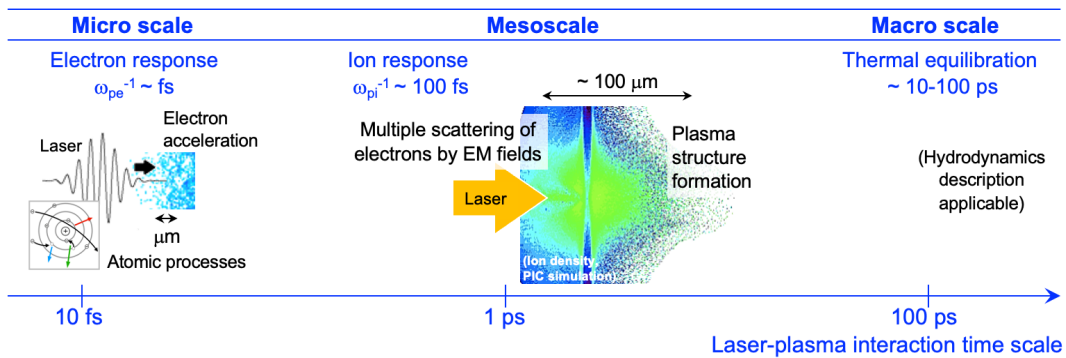 Micro scale
Mesoscale
Macro scale
Electron response
ωpe-1 ~ fs
Ion response
ωpi-1 ~ 100 fs
Thermal equilibration
~ 10-100 ps
~ 100 μm
Electron
acceleration
Laser
μm
Atomic processes
Multiple scattering of
electrons by EM fields
Laser
Plasma
structure
formation
(Ion density,
PIC simulation)
(Hydrodynamics
description
applicable)
10 fs
1 ps
100 ps
Laser-plasma interaction time scale